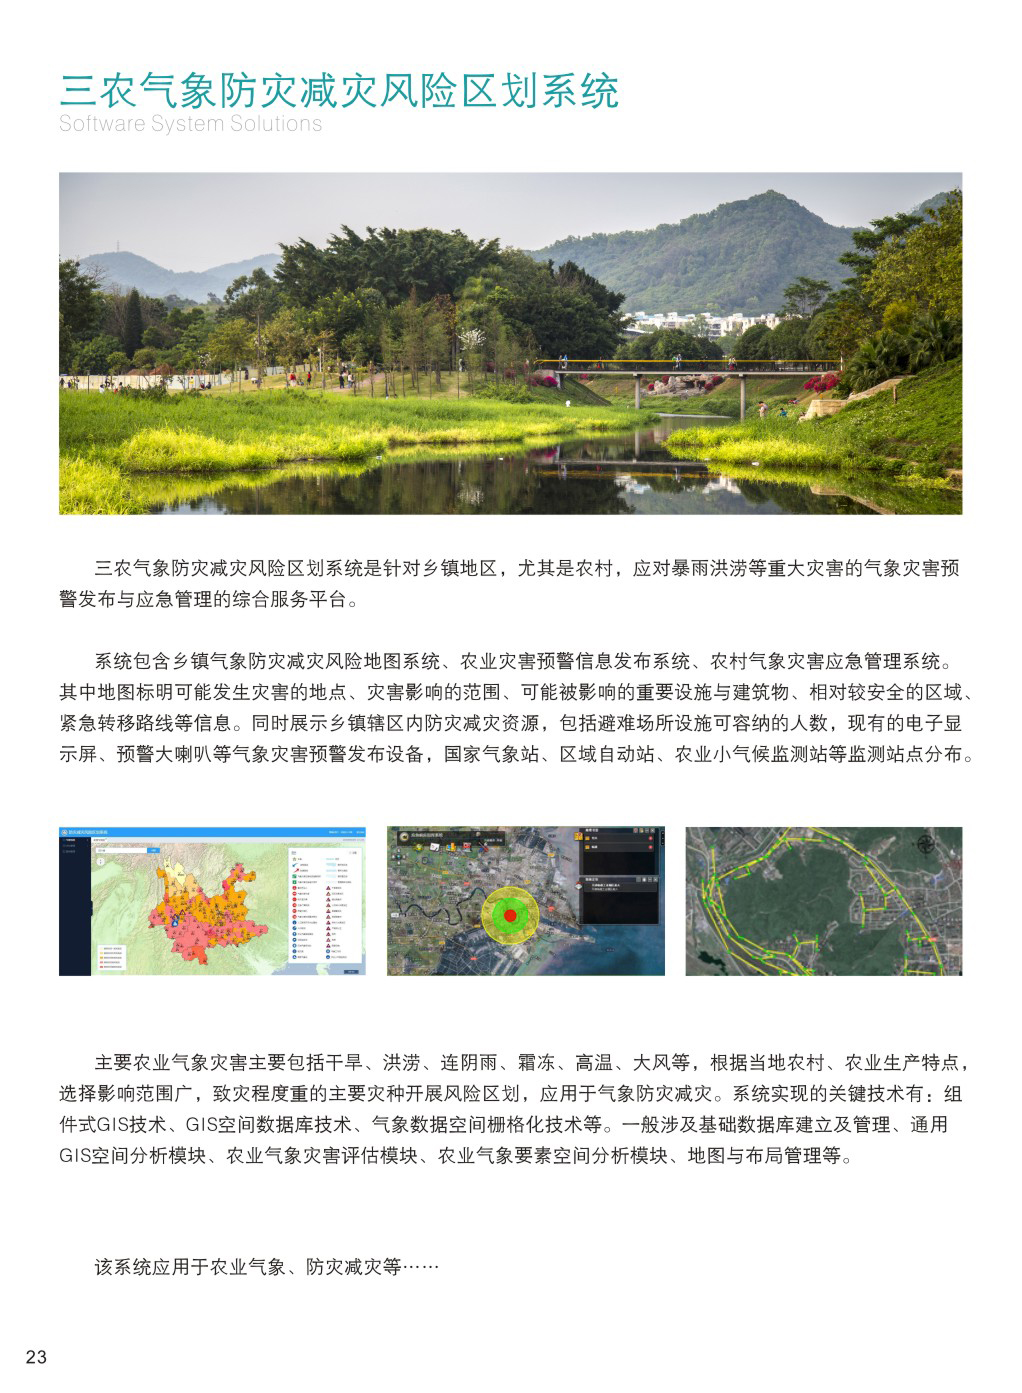 三农气象防灾减灾风险区划系统
Software System Solutions
三农气象防灾减灾风险区划系统是针对乡镇地区，尤其是农村，应对暴雨洪涝等重大灾害的气象灾害预
警发布与应急管理的综合服务平台。
系统包含乡镇气象防灾减灾风险地图系统、农业灾害预警信息发布系统、农村气象灾害应急管理系统。
其中地图标明可能发生灾害的地点、灾害影响的范围、可能被影响的重要设施与建筑物、相对较安全的区域、
紧急转移路线等信息。同时展示乡镇辖区内防灾减灾资源，包括避难场所设施可容纳的人数，现有的电子显
示屏、预警大喇叭等气象灾害预警发布设备，国家气象站、区域自动站、农业小气候监测站等监测站点分布。
主要农业气象灾害主要包括干旱、洪涝、连阴雨、霜冻、高温、大风等，根据当地农村、农业生产特点，
选择影响范围广，致灾程度重的主要灾种开展风险区划，应用于气象防灾减灾。系统实现的关键技术有：组
件式GIS技术、GIS空间数据库技术、气象数据空间栅格化技术等。一般涉及基础数据库建立及管理、通用
GIS空间分析模块、农业气象灾害评估模块、农业气象要素空间分析模块、地图与布局管理等。
该系统应用于农业气象、防灾减灾等……
23